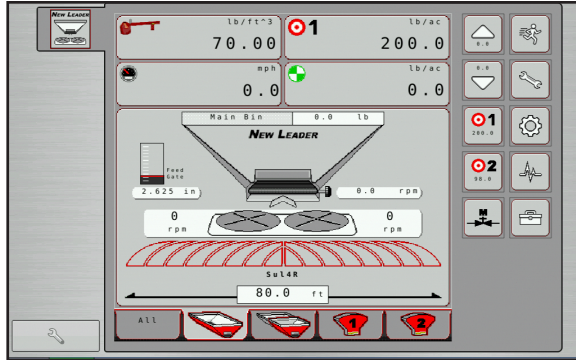 NEW LEADER
lb/ft^3
70.00
1
lb/ac
200.0
mph
0.0
lb/ac
0.0
0.0
0.0
1
200.0
2
98.0
M
Main Bin
0.0 lb
NEW LEADER
Feed
Gate
2.625 in
0.0 rpm
0
rpm
0
rpm
Sul4R
80.0 ft
All
1
2